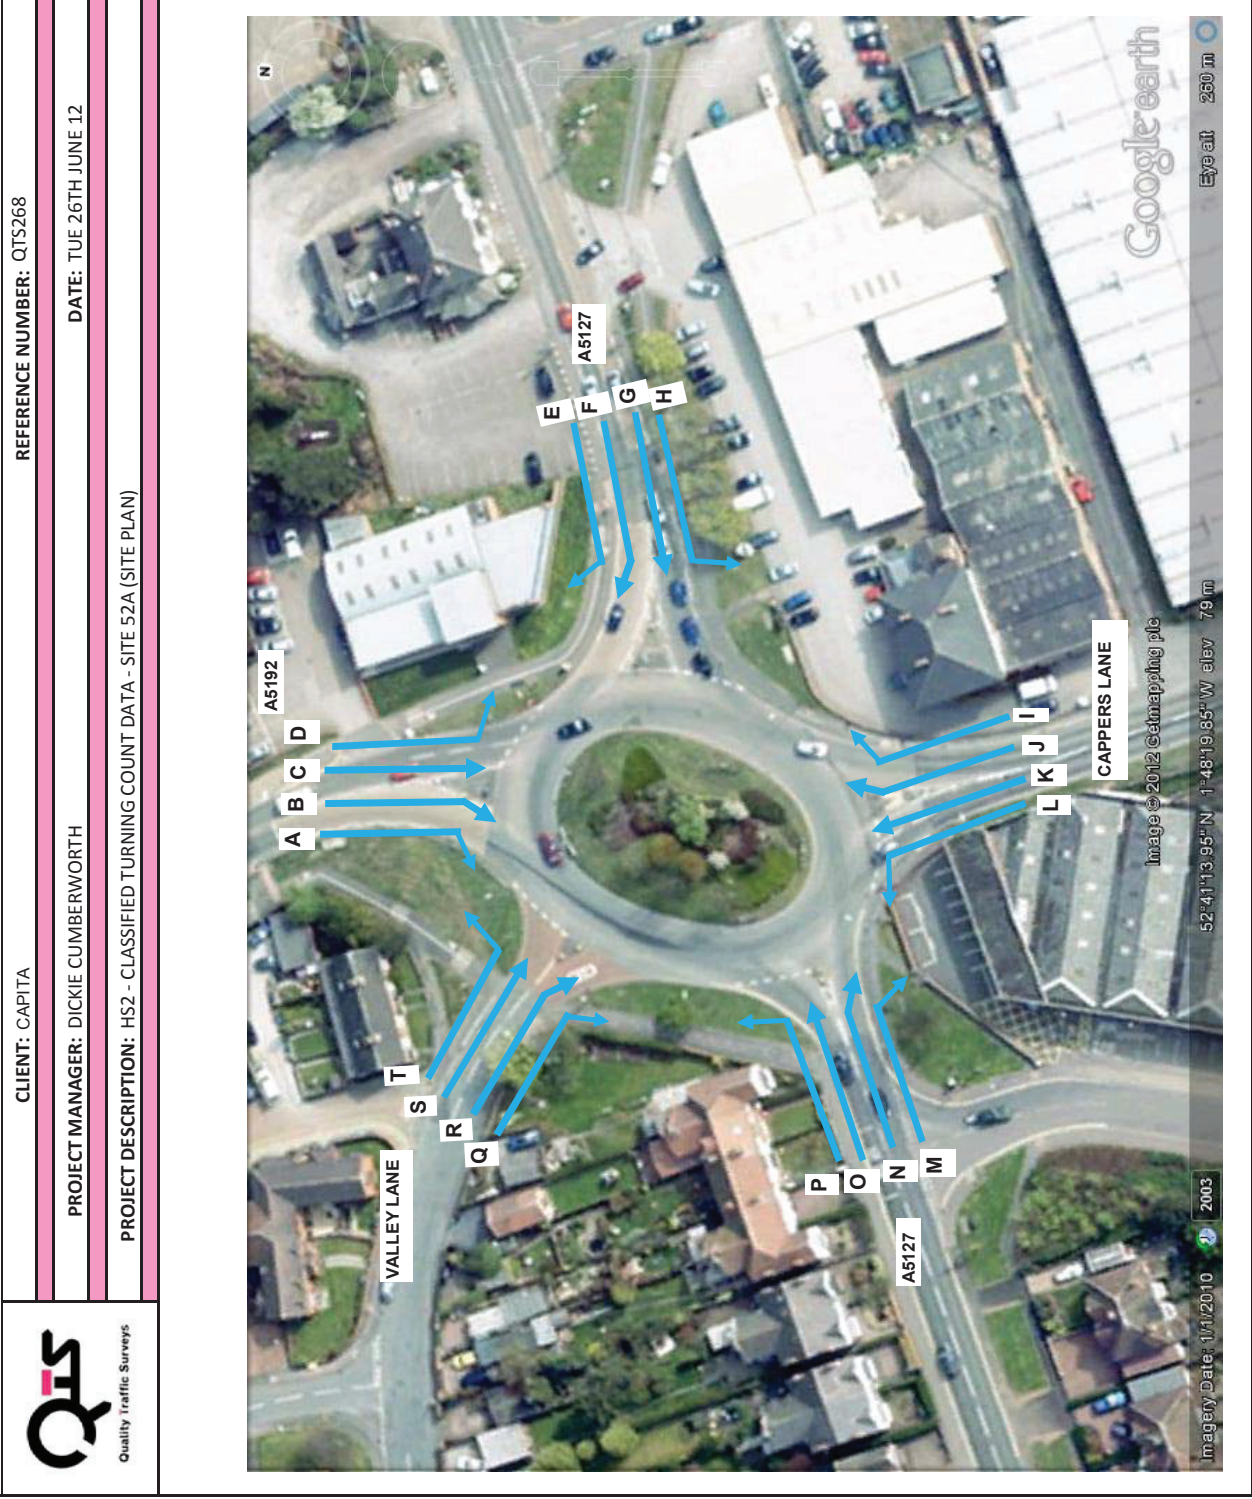 QTS
Quality Traffic Surveys
CLIENT: CAPITA
REFERENCE NUMBER: QTS268
PROJECT MANAGER: DICKIE CUMBERWORTH
DATE: TUE 26TH JUNE 12
PROJECT DESCRIPTION: HS2 - CLASSIFIED TURNING COUNT DATA - SITE 52A (SITE PLAN)
N
VALLEY LANE
A5192
A
B
C
D
T
S
R
Q
E
F
G
H
A5127
P
O
N
M
A5127
I
J
K
L
CAPPERS LANE
Google earth
Image © 2012 Getmapping plc
Imagery Date: 1/1/2010
2003
52°41'13.95" N 1°48'19.85" W elev 79 m
Eye alt 260 m